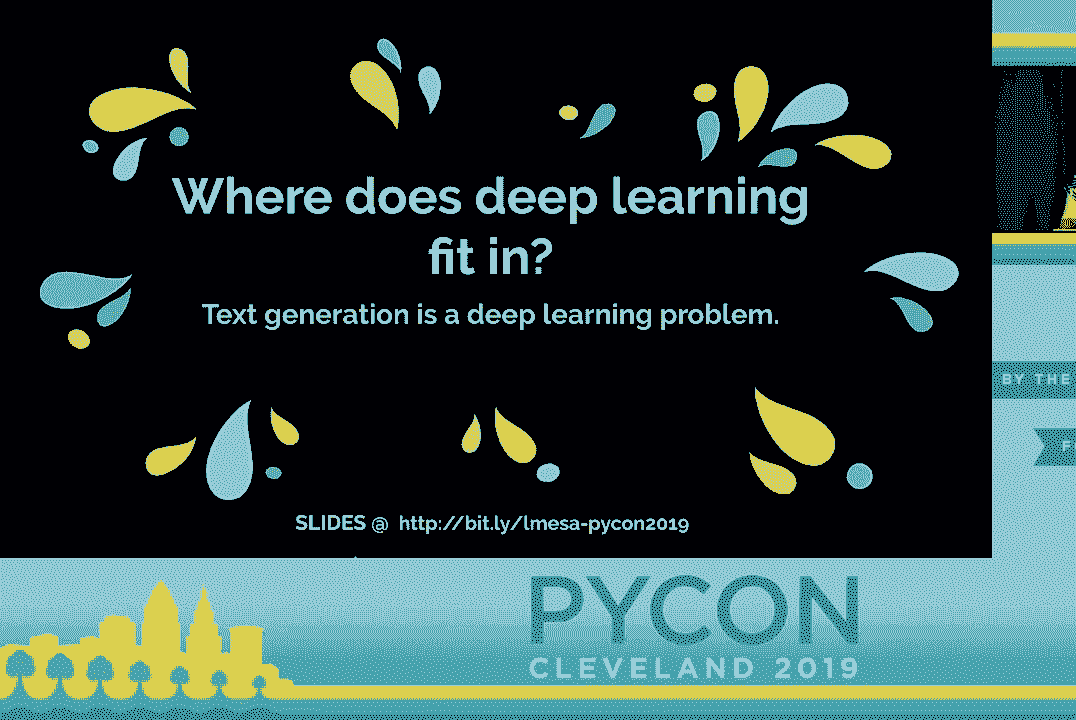 Where does deep learning
fit in?
Text generation is a deep learning problem.
SLIDES @ http://bit.ly/lmesa-pycon2019
BY THE
F
PYCON
CLEVELAND 2019